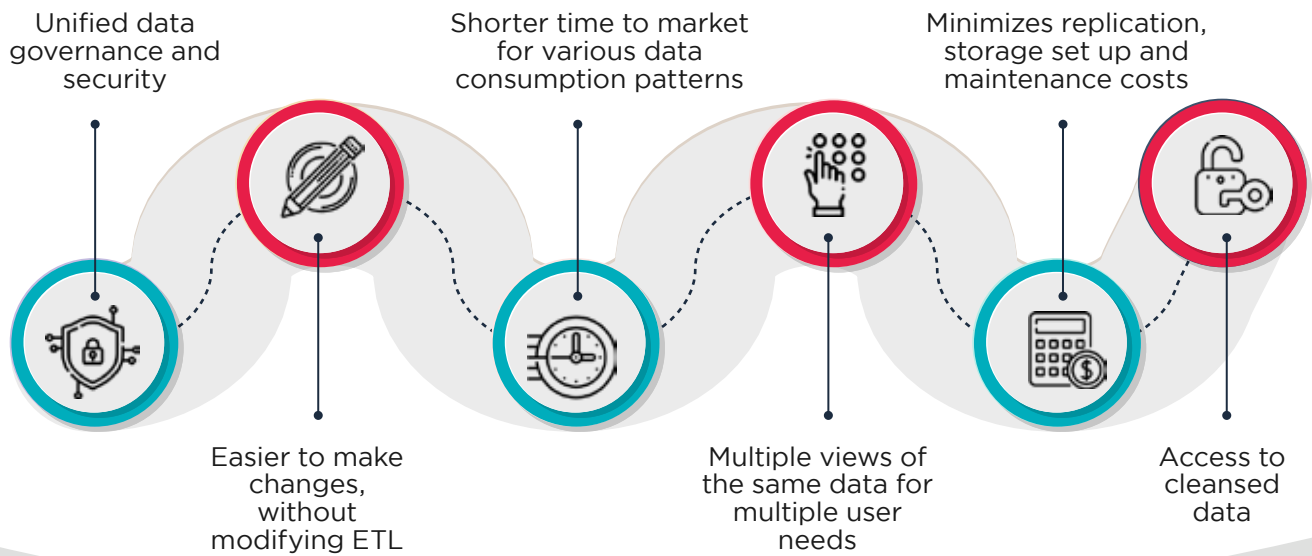 Unified data
governance and
security
Easier to make
changes,
without
modifying ETL
Shorter time to market
for various data
consumption patterns
Multiple views of
the same data for
multiple user
needs
Minimizes replication,
storage set up and
maintenance costs
Access to
cleansed
data
$